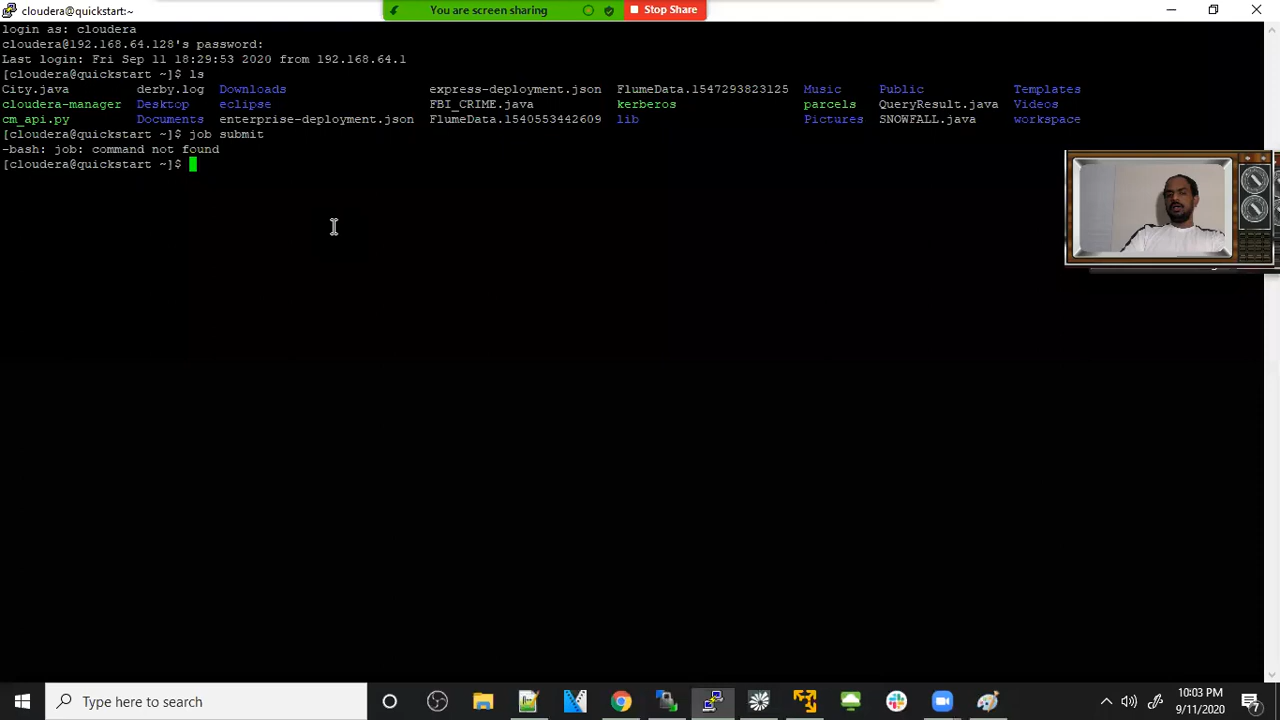 cloudera@quickstart:~
You are screen sharing
Stop Share
login as: cloudera
cloudera@192.168.64.128's password:
Last login: Fri Sep 11 18:29:53 2020 from 192.168.64.1
[cloudera@quickstart ~]$ ls
City.java derby.log Downloads express-deployment.json FlumeData.1547293823125 Music Public Templates
cloudera-manager Desktop eclipse FBI_CRIME.java kerberos parcels QueryResult.java Videos
cm_api.py Documents enterprise-deployment.json FlumeData.1540553442609 lib Pictures SNOWFALL.java workspace
[cloudera@quickstart ~]$ job submit
-bash: job: command not found
[cloudera@quickstart ~]$
Type here to search
10:03 PM
9/11/2020
7